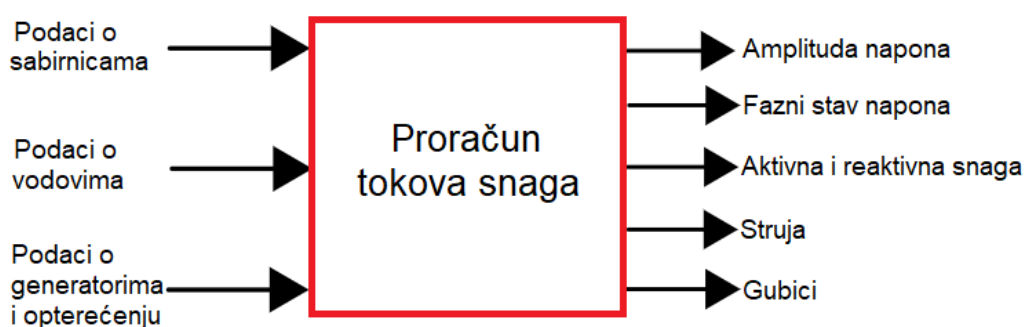 Podaci o
sabirnicama
Podaci o
vodovima
Podaci o
generatorima
i opterećenju
Proračun
tokova snaga
Amplituda napona
Fazni stav napona
Aktivna i reaktivna snaga
Struja
Gubici